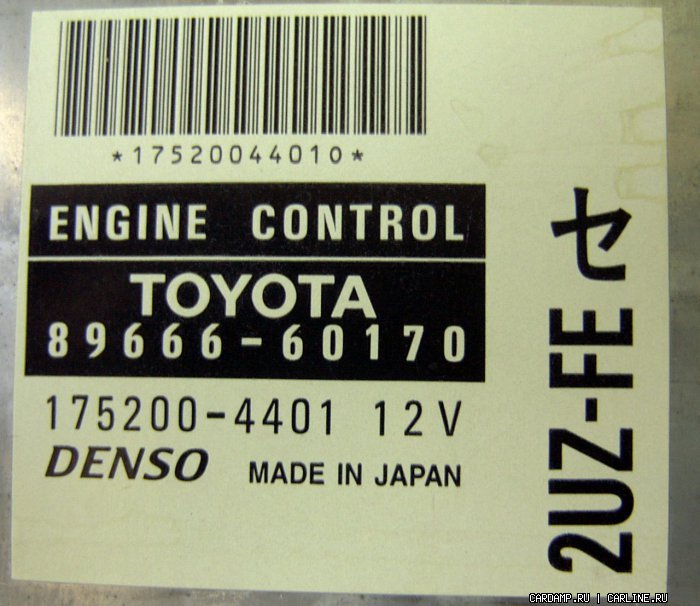 *17520044010*
ENGINE CONTROL
TOYOTA
89666-60170
175200-4401 12V
DENSO MADE IN JAPAN
2UZ-FE セ
CARDAMP.RU | CARLINE.RU